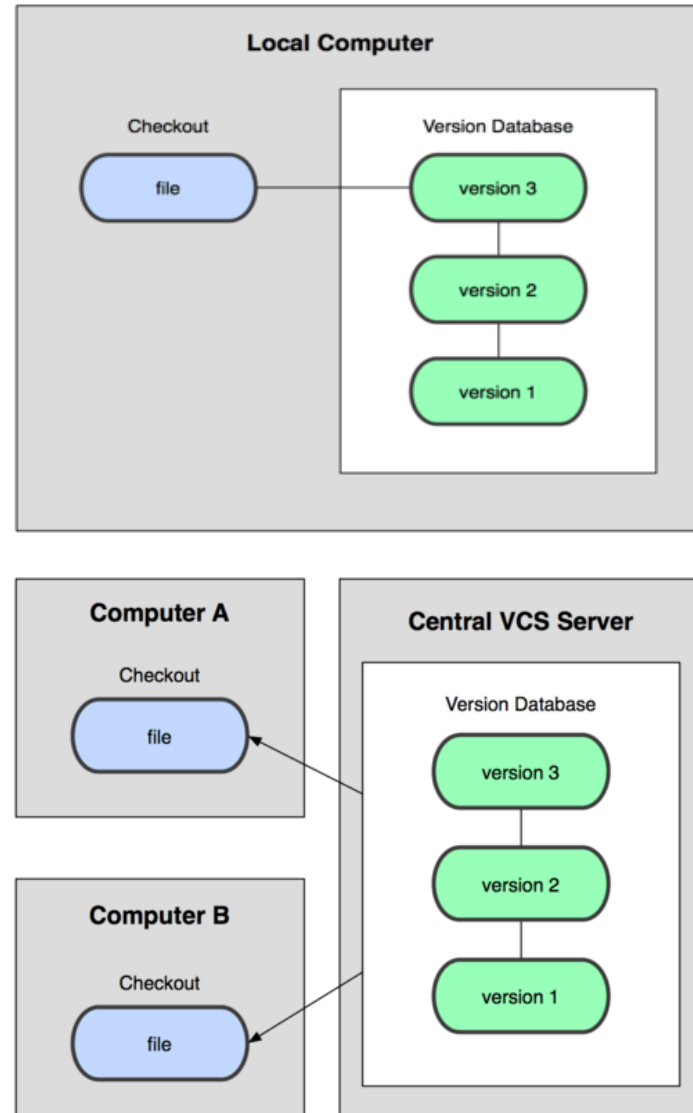 Local Computer
Checkout
Version Database
file
version 3
version 2
version 1
Computer A
Checkout
file
Central VCS Server
Version Database
version 3
version 2
version 1
Computer B
Checkout
file